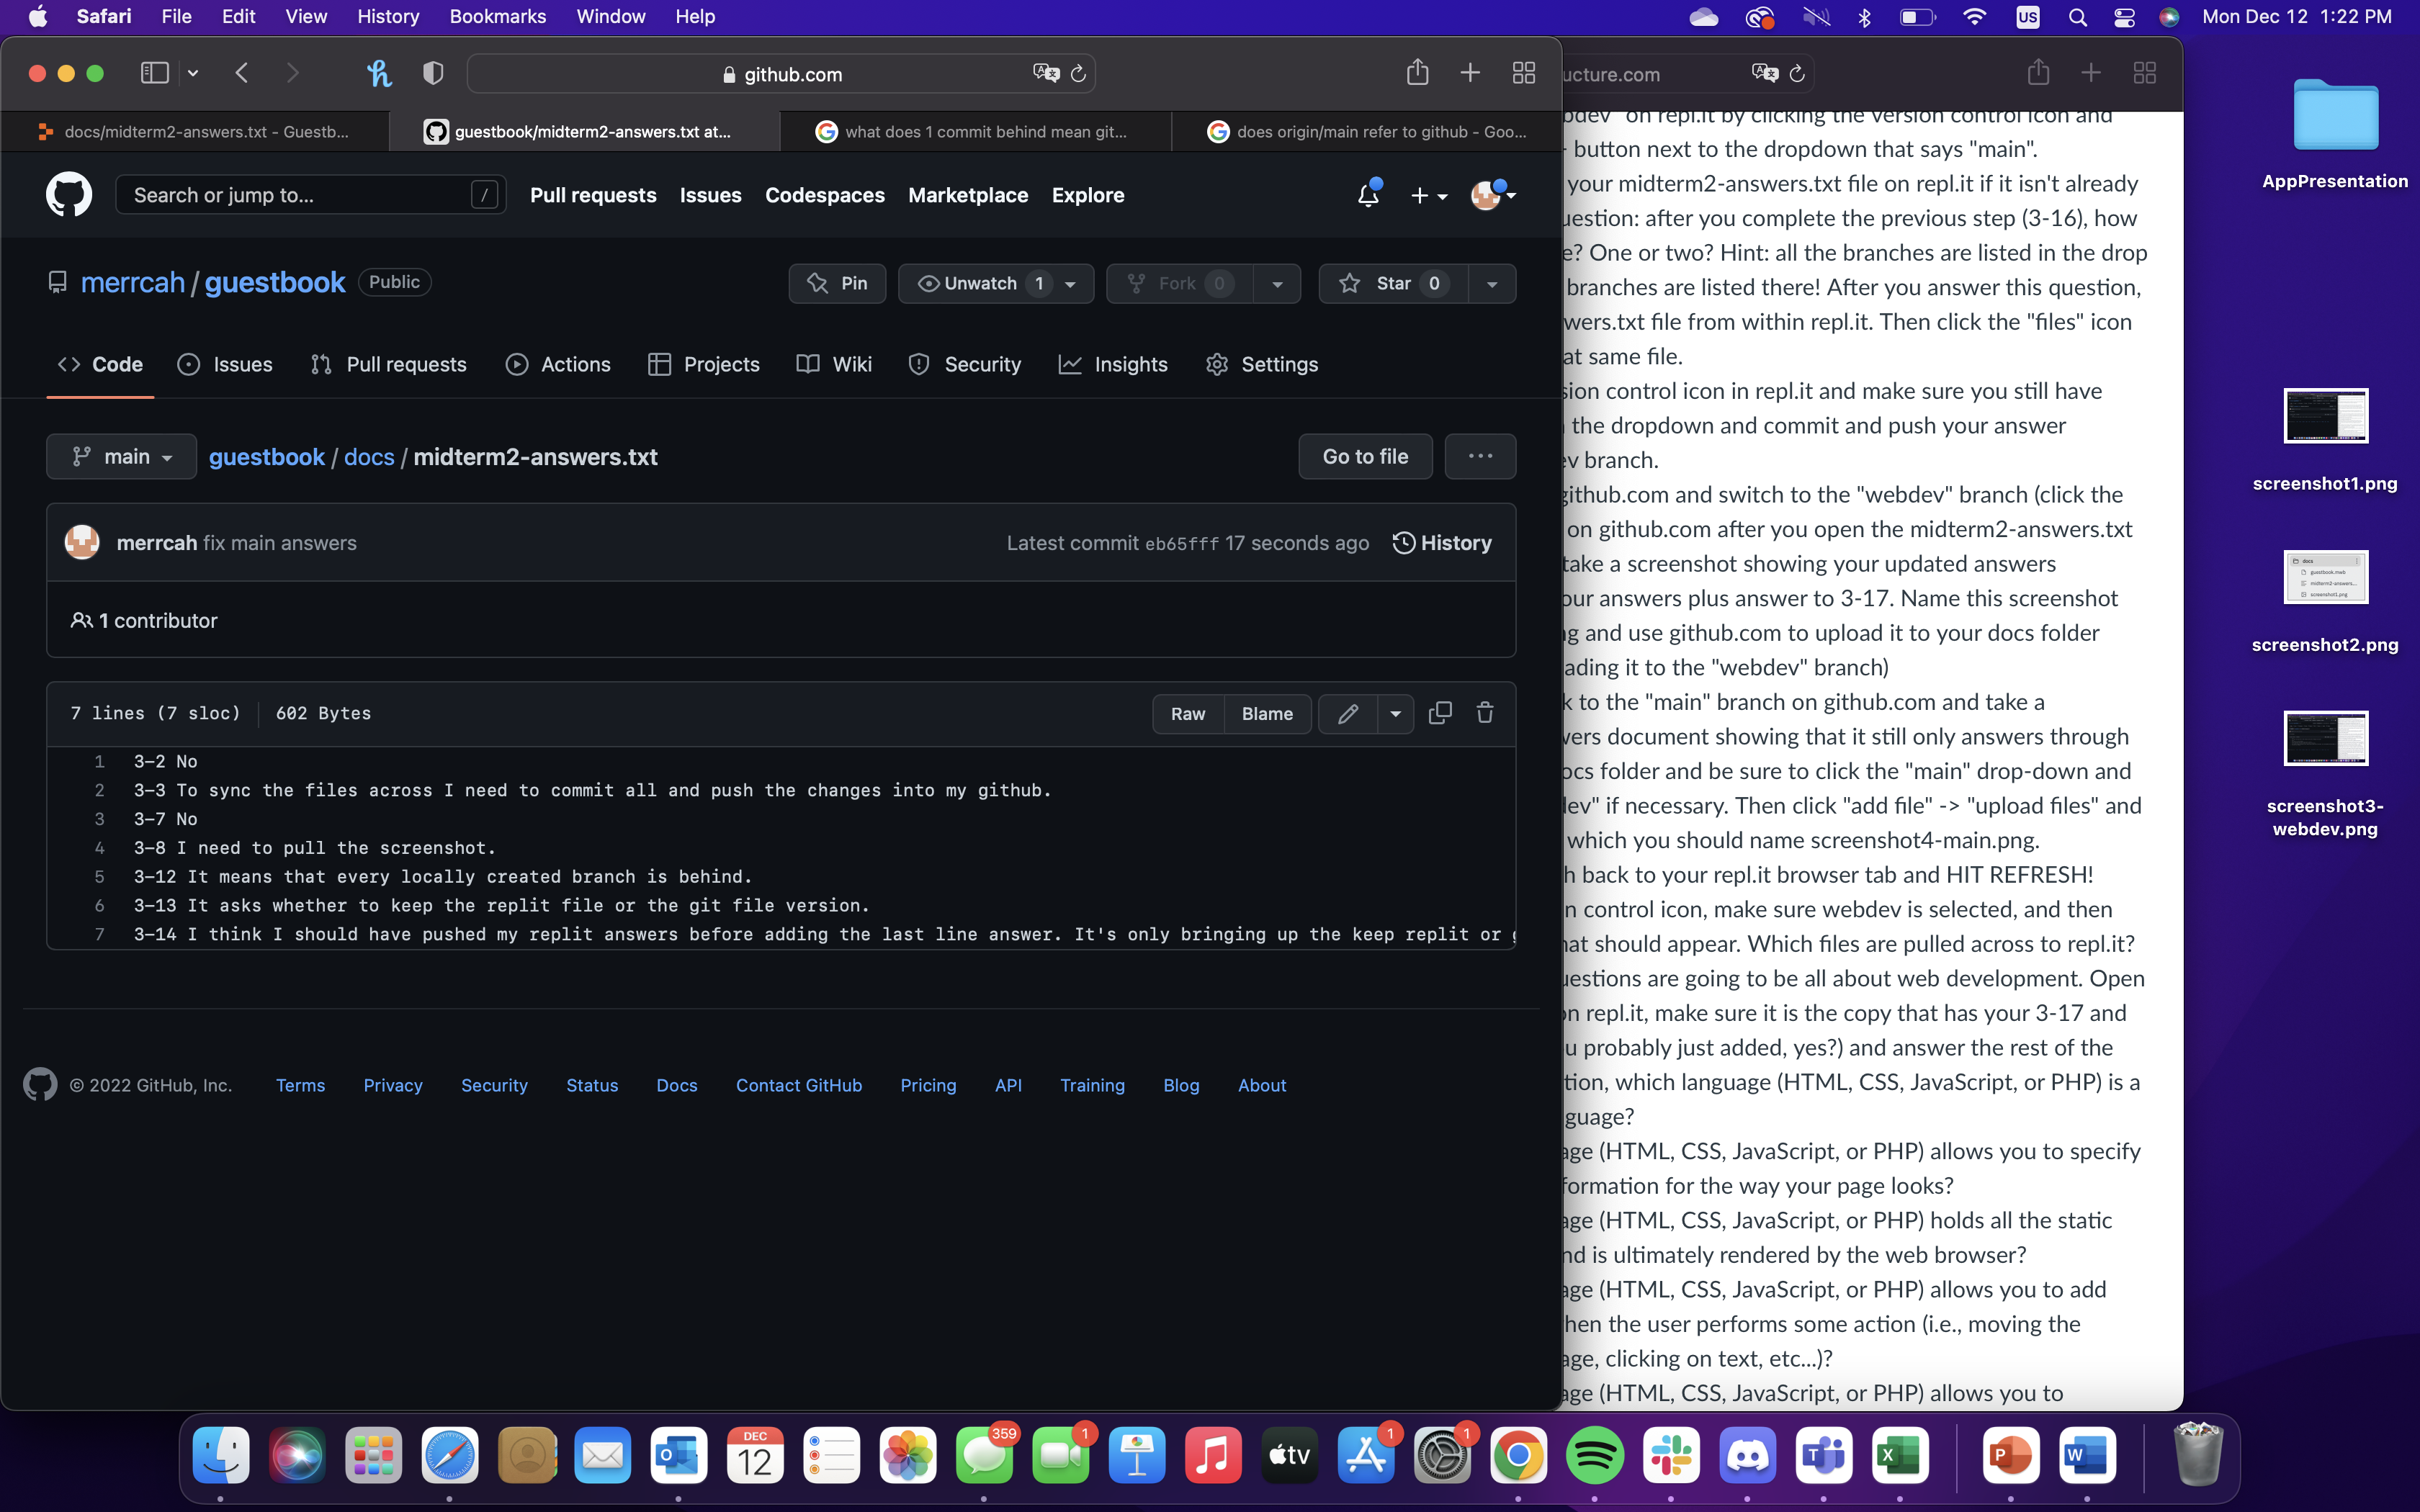 Safari File Edit View History Bookmarks Window Help US Mon Dec 12 1:22 PM
github.com
ucture.com
docs/midterm2-answers.txt - Guestb...
guestbook/midterm2-answers.txt at...
what does 1 commit behind mean git...
does origin/main refer to github - Goo...
Search or jump to... /
Pull requests Issues Codespaces Marketplace Explore
merrcah / guestbook Public
Pin Unwatch 1 Fork 0 Star 0
Code Issues Pull requests Actions Projects Wiki Security Insights Settings
main guestbook / docs / midterm2-answers.txt Go to file ...
merrcah fix main answers Latest commit eb65fff 17 seconds ago History
1 contributor
7 lines (7 sloc) 602 Bytes Raw Blame
1 3-2 No
2 3-3 To sync the files across I need to commit all and push the changes into my github.
3 3-7 No
4 3-8 I need to pull the screenshot.
5 3-12 It means that every locally created branch is behind.
6 3-13 It asks whether to keep the replit file or the git file version.
7 3-14 I think I should have pushed my replit answers before adding the last line answer. It's only bringing up the keep replit or
© 2022 GitHub, Inc. Terms Privacy Security Status Docs Contact GitHub Pricing API Training Blog About
on repl.it by clicking the version control icon and
button next to the dropdown that says "main".
your midterm2-answers.txt file on repl.it if it isn't already
uestion: after you complete the previous step (3-16), how
e? One or two? Hint: all the branches are listed in the drop
branches are listed there! After you answer this question,
wers.txt file from within repl.it. Then click the "files" icon
at same file.
sion control icon in repl.it and make sure you still have
the dropdown and commit and push your answer
ev branch.
github.com and switch to the "webdev" branch (click the
on github.com after you open the midterm2-answers.txt
take a screenshot showing your updated answers
our answers plus answer to 3-17. Name this screenshot
ng and use github.com to upload it to your docs folder
ading it to the "webdev" branch)
k to the "main" branch on github.com and take a
vers document showing that it still only answers through
ocs folder and be sure to click the "main" drop-down and
dev" if necessary. Then click "add file" -> "upload files" and
which you should name screenshot4-main.png.
h back to your repl.it browser tab and HIT REFRESH!
n control icon, make sure webdev is selected, and then
hat should appear. Which files are pulled across to repl.it?
uestions are going to be all about web development. Open
on repl.it, make sure it is the copy that has your 3-17 and
u probably just added, yes?) and answer the rest of the
tion, which language (HTML, CSS, JavaScript, or PHP) is a
guage?
age (HTML, CSS, JavaScript, or PHP) allows you to specify
formation for the way your page looks?
age (HTML, CSS, JavaScript, or PHP) holds all the static
nd is ultimately rendered by the web browser?
age (HTML, CSS, JavaScript, or PHP) allows you to add
hen the user performs some action (i.e., moving the
age, clicking on text, etc...)?
age (HTML, CSS, JavaScript, or PHP) allows you to
AppPresentation
screenshot1.png
docs
guestbook.mwb
midterm2-answers...
screenshot1.png
screenshot2.png
screenshot3-
webdev.png
DEC
12
359
1
tv
1
1